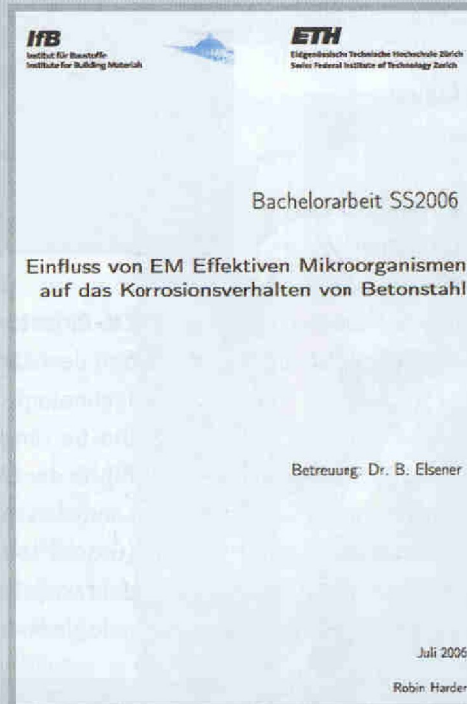 IfB
Institut für Baustoffe
Institute for Building Materials
ETH
Eidgenössische Technische Hochschule Zürich
Swiss Federal Institute of Technology Zurich
Bachelorarbeit SS2006
Einfluss von EM Effektiven Mikroorganismen
auf das Korrosionsverhalten von Betonstahl
Betreuung: Dr. B. Elsener
Juli 2006
Robin Harder